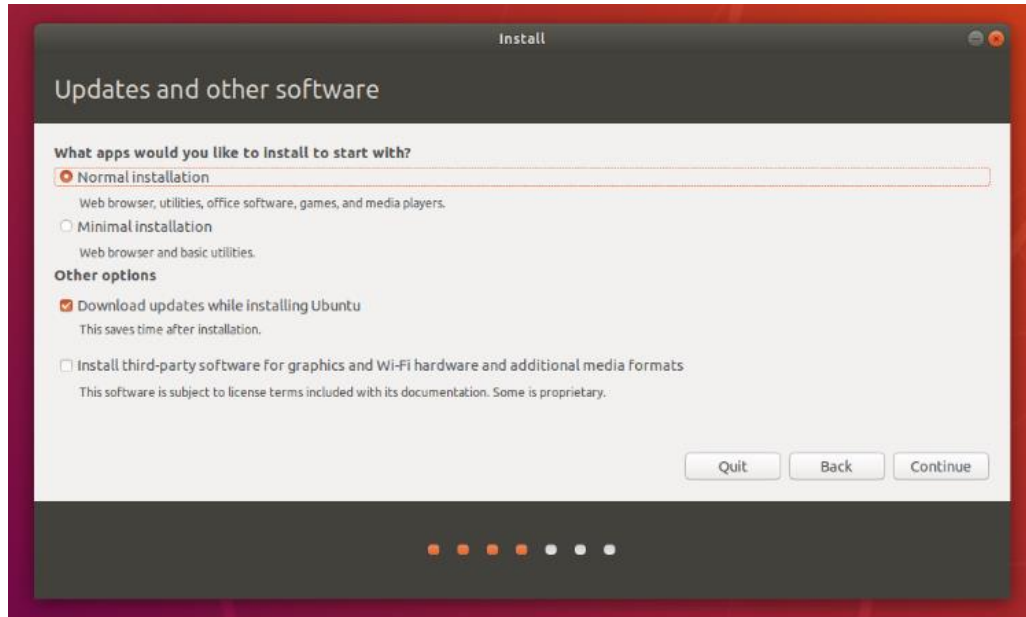 Install
Updates and other software
What apps would you like to install to start with?
Normal installation
Web browser, utilities, office software, games, and media players.
Minimal installation
Web browser and basic utilities.
Other options
Download updates while installing Ubuntu
This saves time after installation.
Install third-party software for graphics and Wi-Fi hardware and additional media formats
This software is subject to license terms included with its documentation. Some is proprietary.
Quit Back Continue